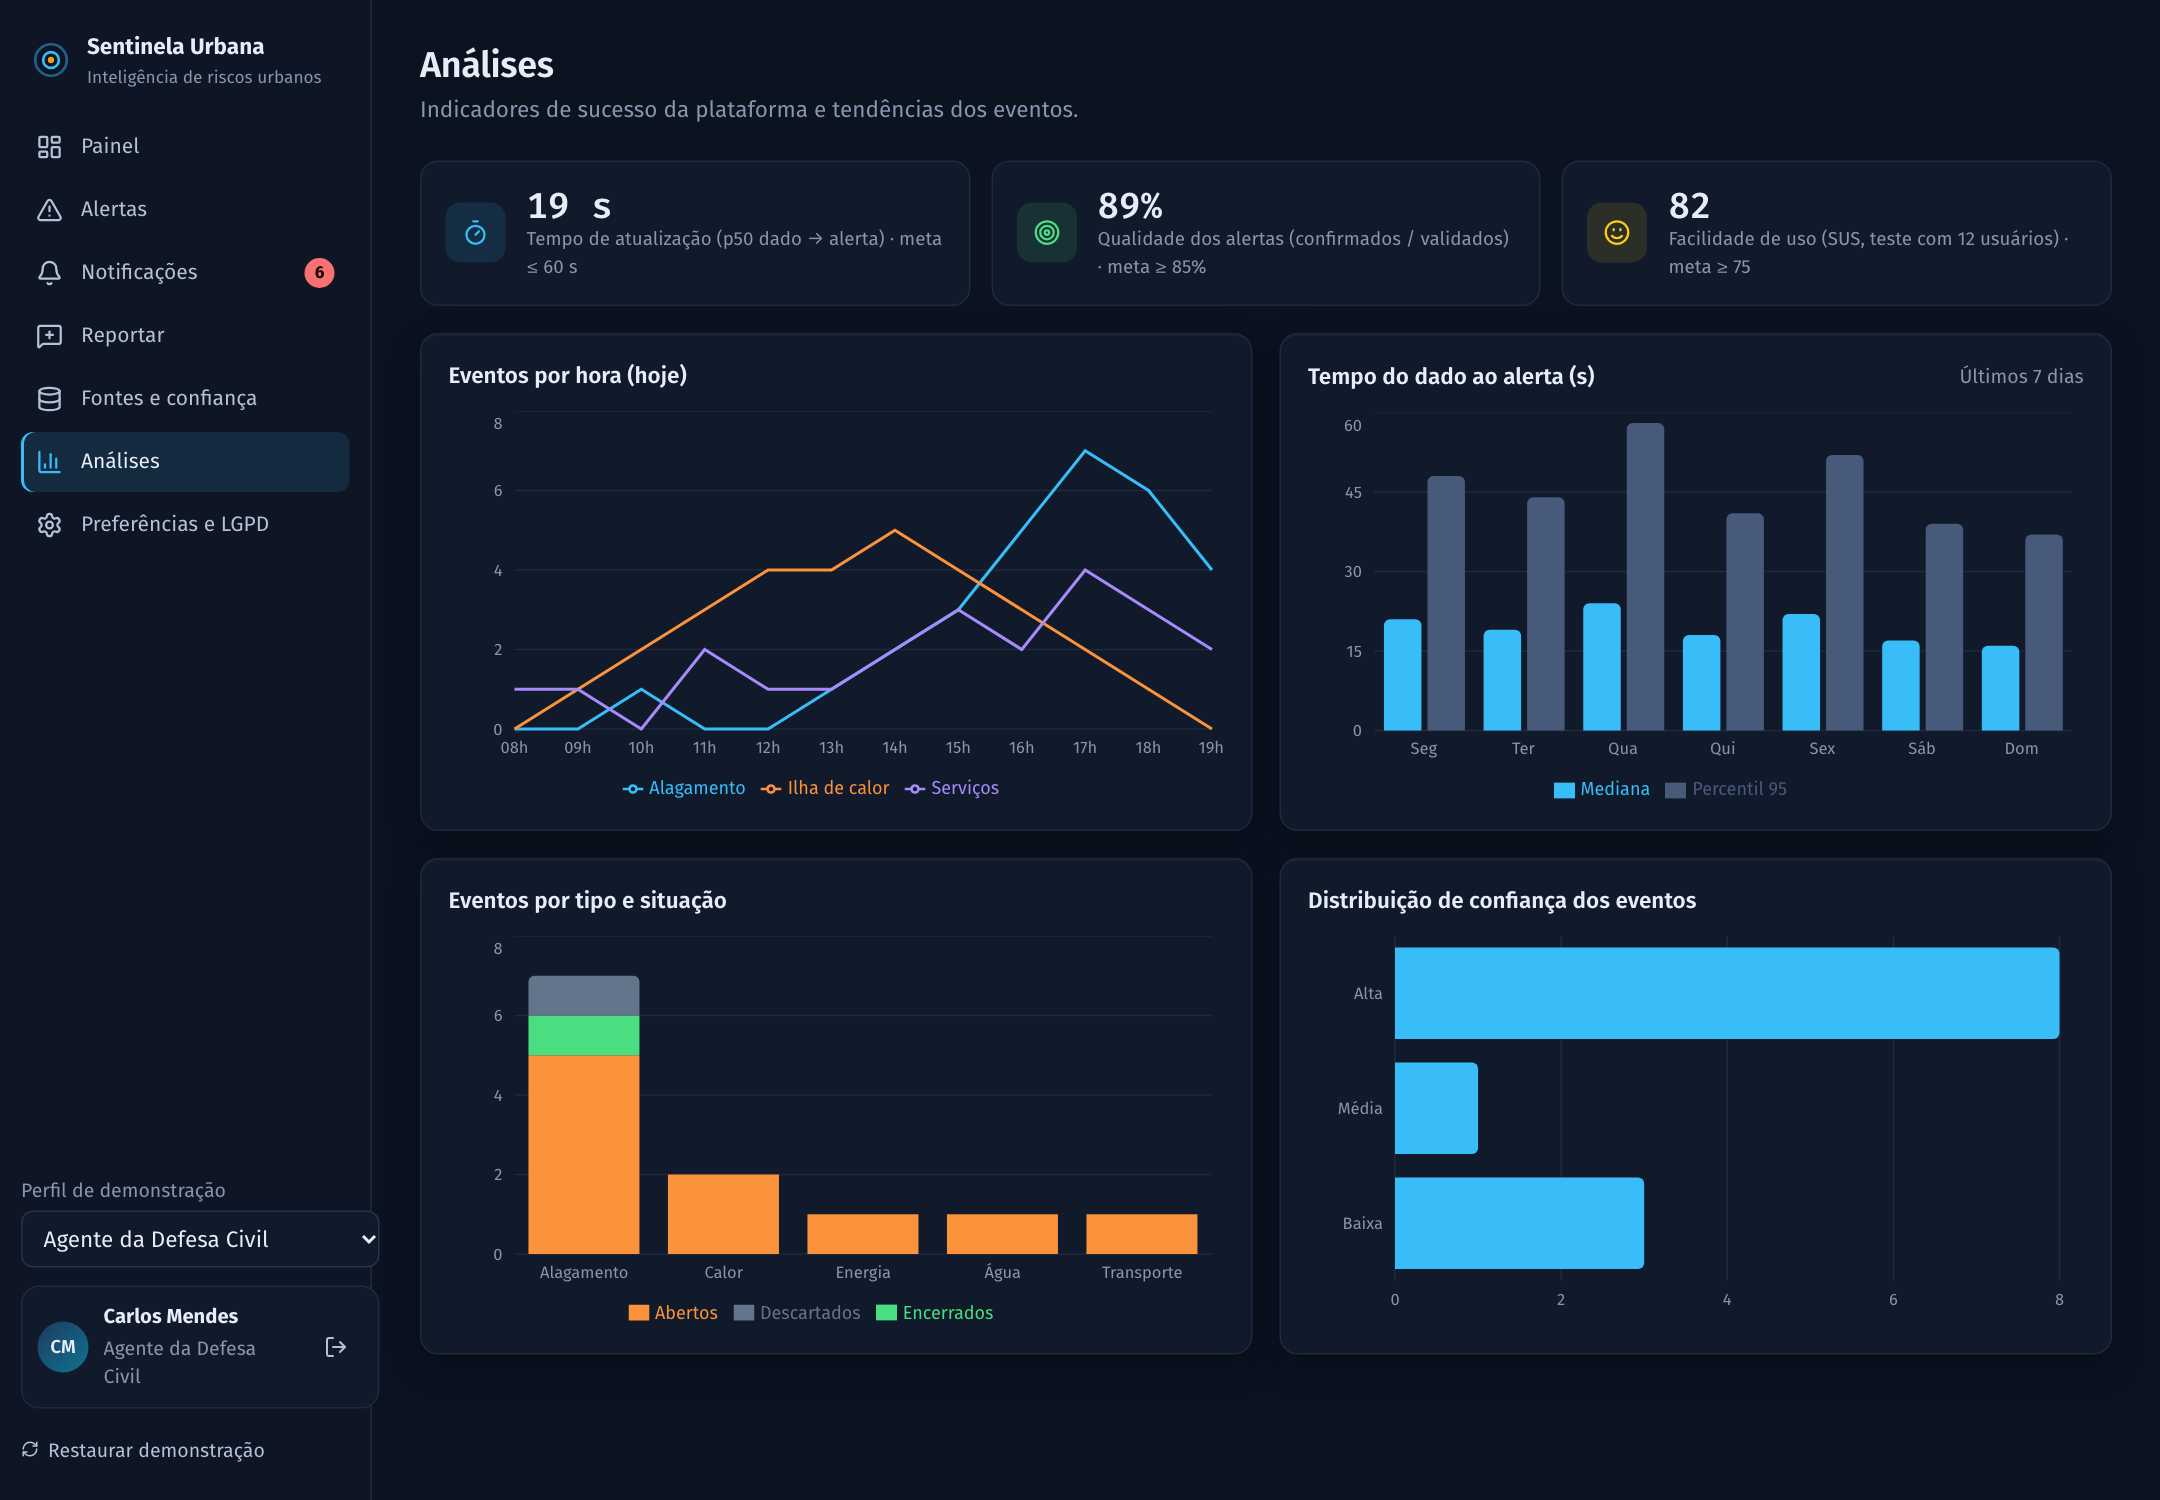 Sentinela Urbana
Inteligência de riscos urbanos
Painel
Alertas
Notificações
6
Reportar
Fontes e confiança
Análises
Preferências e LGPD
Perfil de demonstração
Agente da Defesa Civil
CM
Carlos Mendes
Agente da Defesa
Civil
Restaurar demonstração
Análises
Indicadores de sucesso da plataforma e tendências dos eventos.
19 s
Tempo de atualização (p50 dado → alerta) · meta
≤ 60 s
89%
Qualidade dos alertas (confirmados / validados)
· meta ≥ 85%
82
Facilidade de uso (SUS, teste com 12 usuários) ·
meta ≥ 75
Eventos por hora (hoje)
8
6
4
2
0
08h 09h 10h 11h 12h 13h 14h 15h 16h 17h 18h 19h
Alagamento Ilha de calor Serviços
Tempo do dado ao alerta (s)
Últimos 7 dias
60
45
30
15
0
Seg Ter Qua Qui Sex Sáb Dom
Mediana Percentil 95
Eventos por tipo e situação
8
6
4
2
0
Alagamento Calor Energia Água Transporte
Abertos Descartados Encerrados
Distribuição de confiança dos eventos
Alta
Média
Baixa
0 2 4 6 8